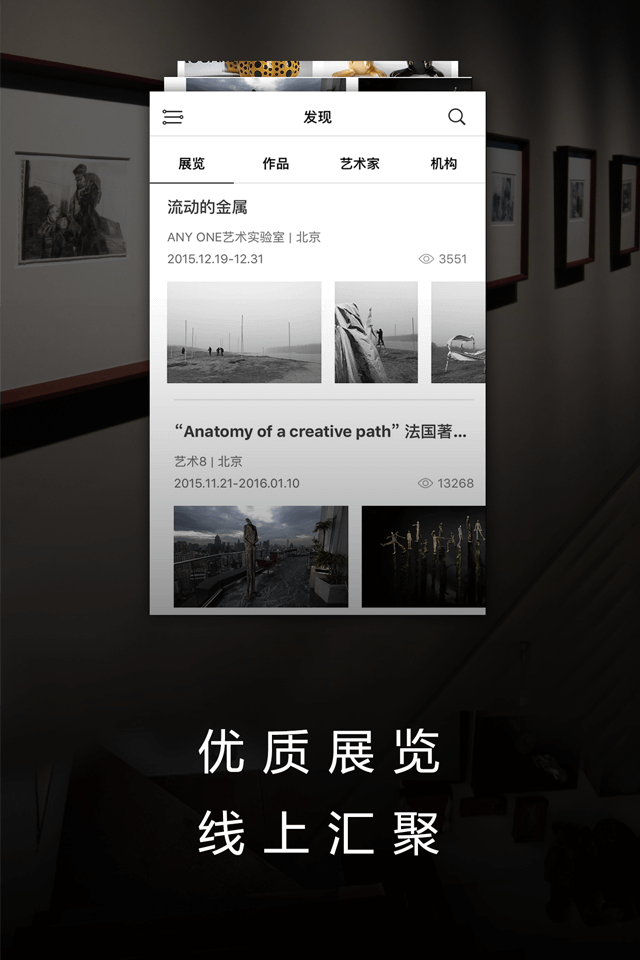 发现
展览 作品 艺术家 机构
流动的金属
ANY ONE艺术实验室 | 北京
2015.12.19-12.31 3551
“Anatomy of a creative path” 法国著...
艺术8 | 北京
2015.11.21-2016.01.10 13268
优质展览
线上汇聚